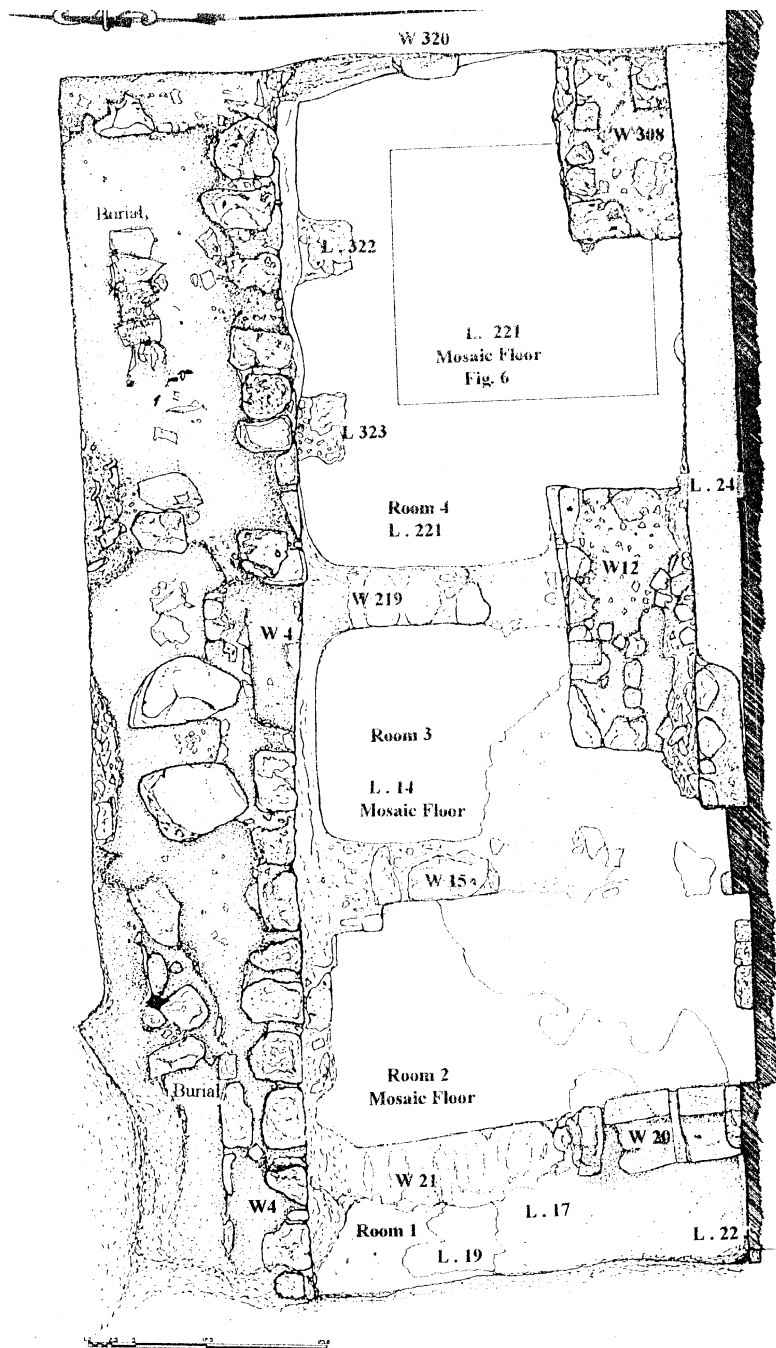 W 320
W 308
Burial,
L . 322
L. 221
Mosaic Floor
Fig. 6
L 323
L . 24
Room 4
L . 221
W12
W 219
W 4
Room 3
L . 14
Mosaic Floor
W 15
Room 2
Mosaic Floor
Burial
W 20
W 21
W4
L . 17
Room 1
L . 22
L . 19